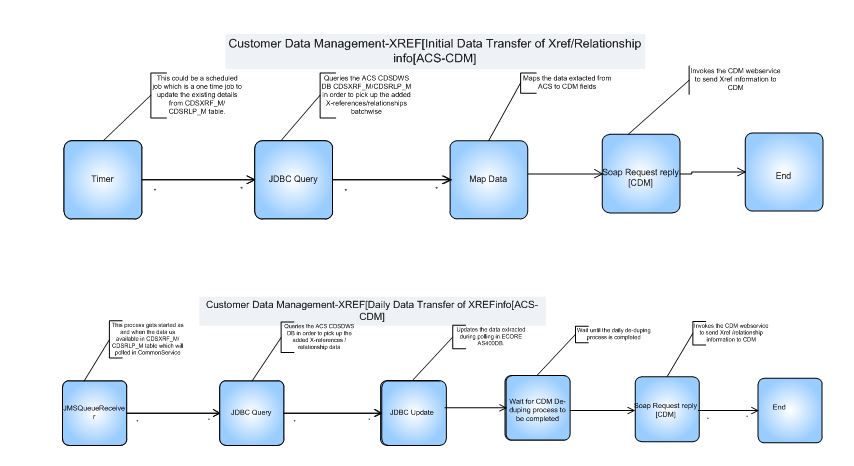 Customer Data Management-XREF[Initial Data Transfer of Xref/Relationship
info[ACS-CDM]
This could be a scheduled
job which is a one time job to
update the existing details
from CDSXRF_M/
CDSRLP_M table.
Queries the ACS CDSDWS
DB CDSXRF_M/CDSRLP_M
in order to pick up the added
X-references/relationships
batchwise
Maps the data extacted from
ACS to CDM fields
Invokes the CDM webservice
to send Xref information to
CDM
Timer
JDBC Query
Map Data
Soap Request reply
[CDM]
End
Customer Data Management-XREF[Daily Data Transfer of XREFinfo[ACS-
CDM]
This process gets started as
and when the data us
available in CDSXRF_M/
CDSRLP_M table which will
polled in CommonService
Queries the ACS CDSDWS
DB in order to pick up the
added X-references /
relationship data
Updates the data extracted
during polling in ECORE
AS400DB.
Wait until the daily de-duping
process is completed
Invokes the CDM webservice
to send Xref /relationship
information to CDM
JMSQueueReceive
r
JDBC Query
JDBC Update
Wait for CDM De-
duping process to
be completed
Soap Request reply
[CDM]
End